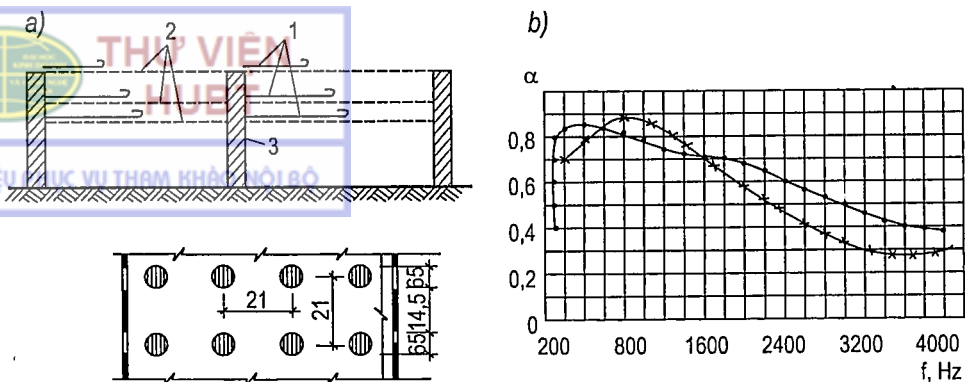 a)
2
1
THƯ VIỆN
HUBT
3
PHỤC VỤ THAM KHẢO NỘI BỘ
21
21
65
14,5
65
b)
α
0,8
0,6
0,4
0,2
0
200
800
1600
2400
3200
4000
f, Hz